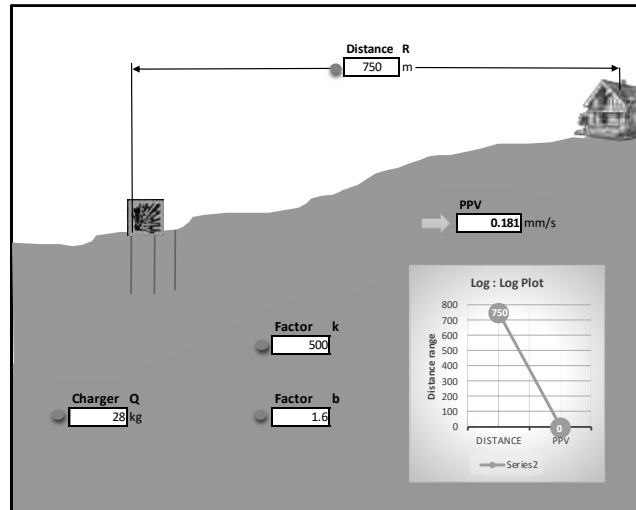 Distance R
750 m
PPV
0.181 mm/s
Log : Log Plot
Distance range
800
700
600
500
400
300
200
100
0
750
0
DISTANCE PPV
Series2
Factor k
500
Charger Q
28 kg
Factor b
1.6